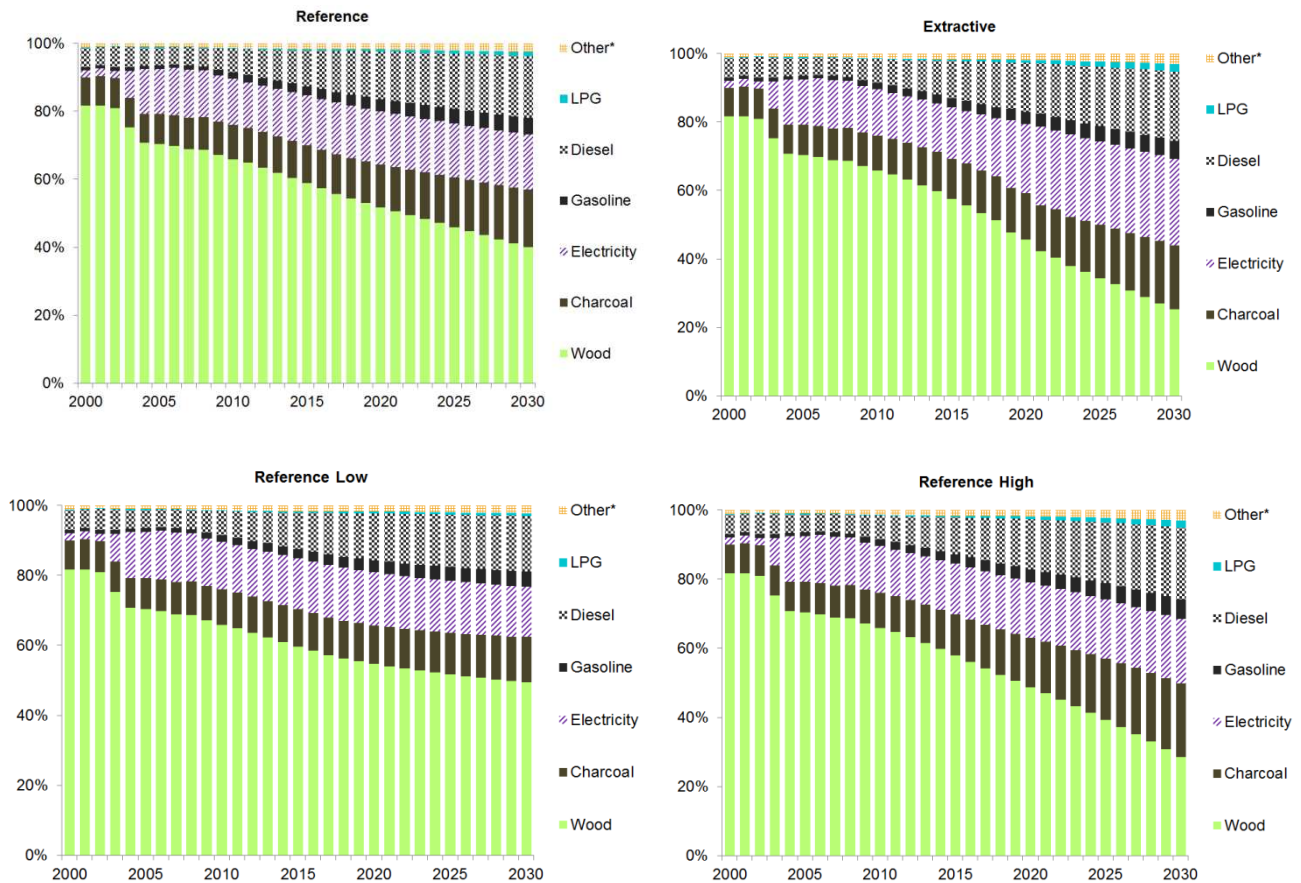 Reference
100%
80%
60%
40%
20%
0%
2000 2005 2010 2015 2020 2025 2030
Other*
LPG
Diesel
Gasoline
Electricity
Charcoal
Wood
Extractive
100%
80%
60%
40%
20%
0%
2000 2005 2010 2015 2020 2025 2030
Other*
LPG
Diesel
Gasoline
Electricity
Charcoal
Wood
Reference Low
100%
80%
60%
40%
20%
0%
2000 2005 2010 2015 2020 2025 2030
Other*
LPG
Diesel
Gasoline
Electricity
Charcoal
Wood
Reference High
100%
80%
60%
40%
20%
0%
2000 2005 2010 2015 2020 2025 2030
Other*
LPG
Diesel
Gasoline
Electricity
Charcoal
Wood